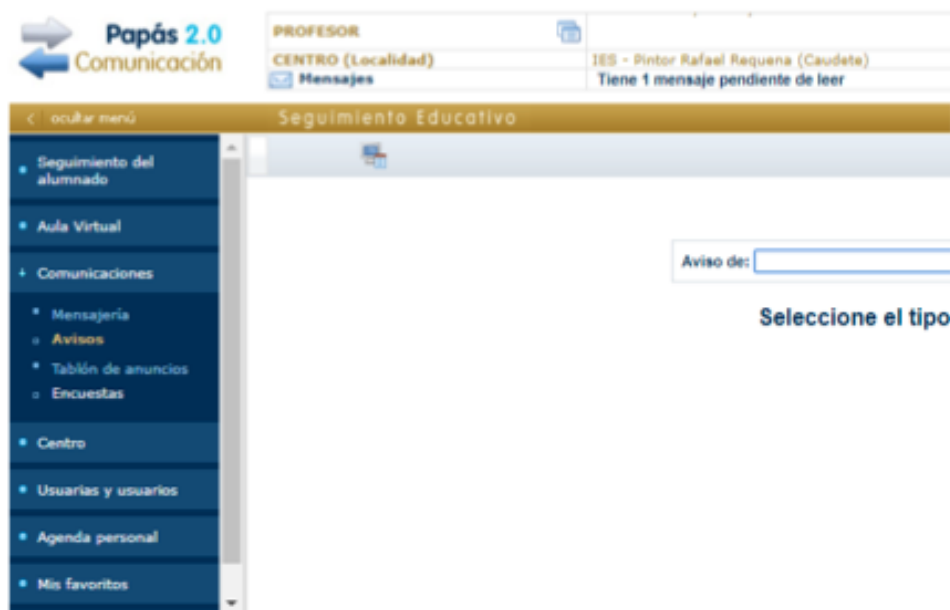 Papás 2.0
Comunicación
PROFESOR
CENTRO (Localidad)
IES - Pintor Rafael Requena (Caudete)
Mensajes
Tiene 1 mensaje pendiente de leer
< ocultar menú
Seguimiento Educativo
Seguimiento del
alumnado
Aula Virtual
+ Comunicaciones
Mensajería
Avisos
Tablón de anuncios
Encuestas
Centro
Usuarias y usuarios
Agenda personal
Mis favoritos
Aviso de:
Seleccione el tipo